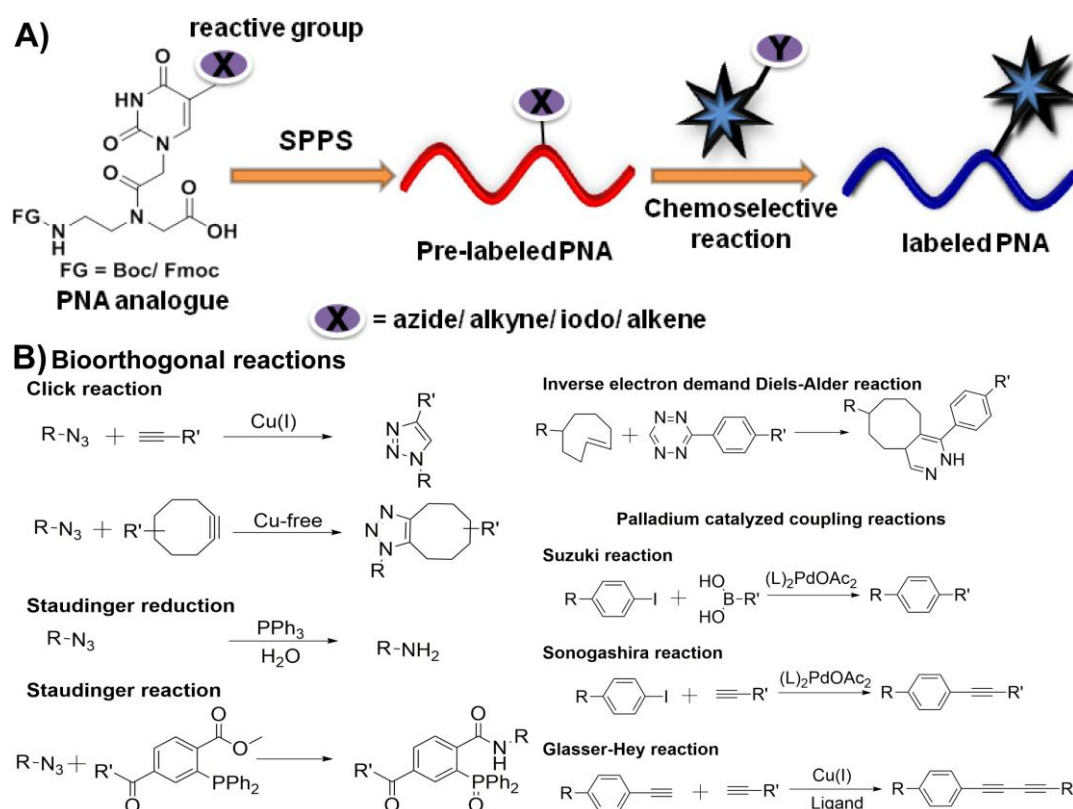 A)
reactive group
X
O
HN
O
N
O
O
FG
N
H
N
OH
FG = Boc/ Fmoc
PNA analogue
SPPS
X
Pre-labeled PNA
Y
Chemoselective
reaction
labeled PNA
X = azide/ alkyne/ iodo/ alkene
B) Bioorthogonal reactions
Click reaction
R-N3 + R'
Cu(I)
R'
N
N
N
R
R-N3 + R'
Cu-free
N
N
N
R
R'
Staudinger reduction
R-N3
PPh3
H2O
R-NH2
Staudinger reaction
R-N3 +
O
O
R'
PPh2
O
O
R
N
H
R'
PPh2
O
O
Inverse electron demand Diels-Alder reaction
R
+
N=N
N-N
R'
R
R'
NH
N
Palladium catalyzed coupling reactions
Suzuki reaction
R
I
+
HO
B-R'
HO
(L)2PdOAc2
R
R'
Sonogashira reaction
R
I
+
R'
(L)2PdOAc2
R
R'
Glasser-Hey reaction
R
+
R'
Cu(I)
Ligand
R
R